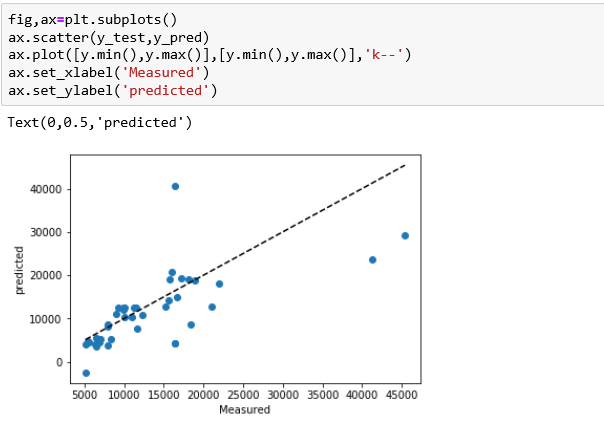 fig,ax=plt.subplots()
ax.scatter(y_test,y_pred)
ax.plot([y.min(),y.max()],[y.min(),y.max()],'k--')
ax.set_xlabel('Measured')
ax.set_ylabel('predicted')
Text(0,0.5,'predicted')
40000
30000
20000
10000
0
predicted
5000 10000 15000 20000 25000 30000 35000 40000 45000
Measured